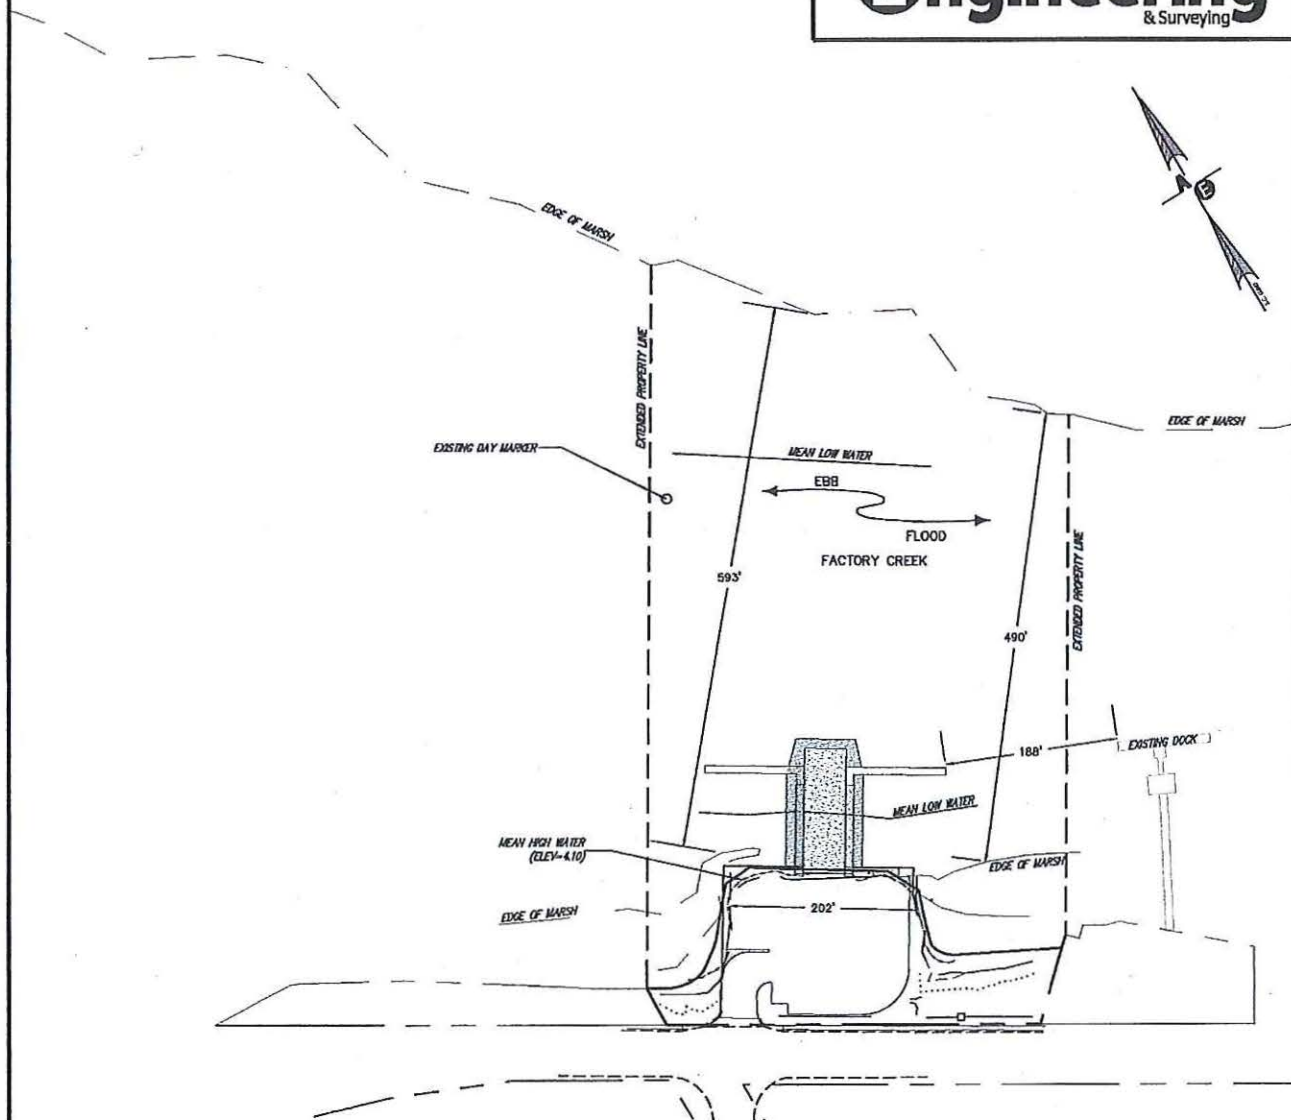 ngineering
& Surveying
EDGE OF MARSH
EXTENDED PROPERTY LINE
EXISTING DAY MARKER
MEAN LOW WATER
EBB
FLOOD
FACTORY CREEK
EDGE OF MARSH
593'
490'
EXTENDED PROPERTY LINE
188'
EXISTING DOCK
MEAN LOW WATER
MEAN HIGH WATER
(ELEV=4.10)
EDGE OF MARSH
EDGE OF MARSH
202'